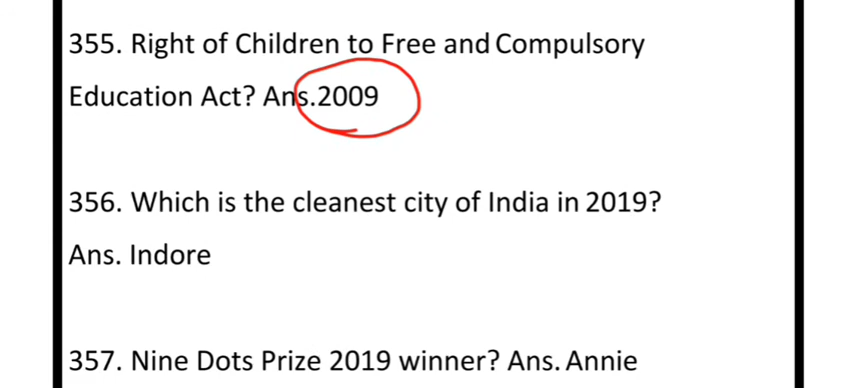 355. Right of Children to Free and Compulsory
Education Act? Ans.2009
356. Which is the cleanest city of India in 2019?
Ans. Indore
357. Nine Dots Prize 2019 winner? Ans. Annie